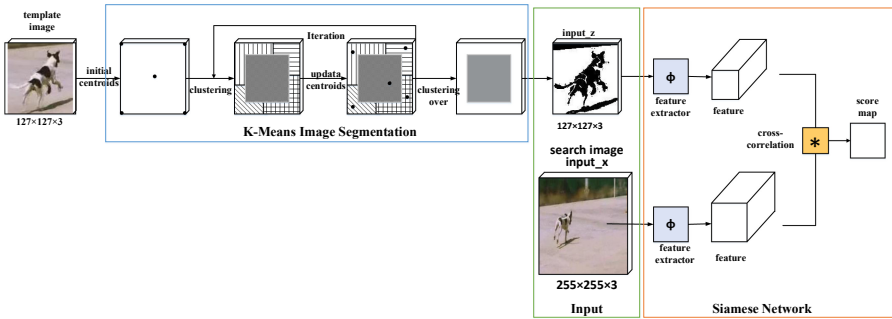 template
image
127×127×3
initial
centroids
clustering
Iteration
updata
centroids
clustering
over
K-Means Image Segmentation
input_z
127×127×3
search image
input_x
255×255×3
Input
ϕ
feature
extractor
feature
ϕ
feature
extractor
feature
cross-
correlation
*
score
map
Siamese Network